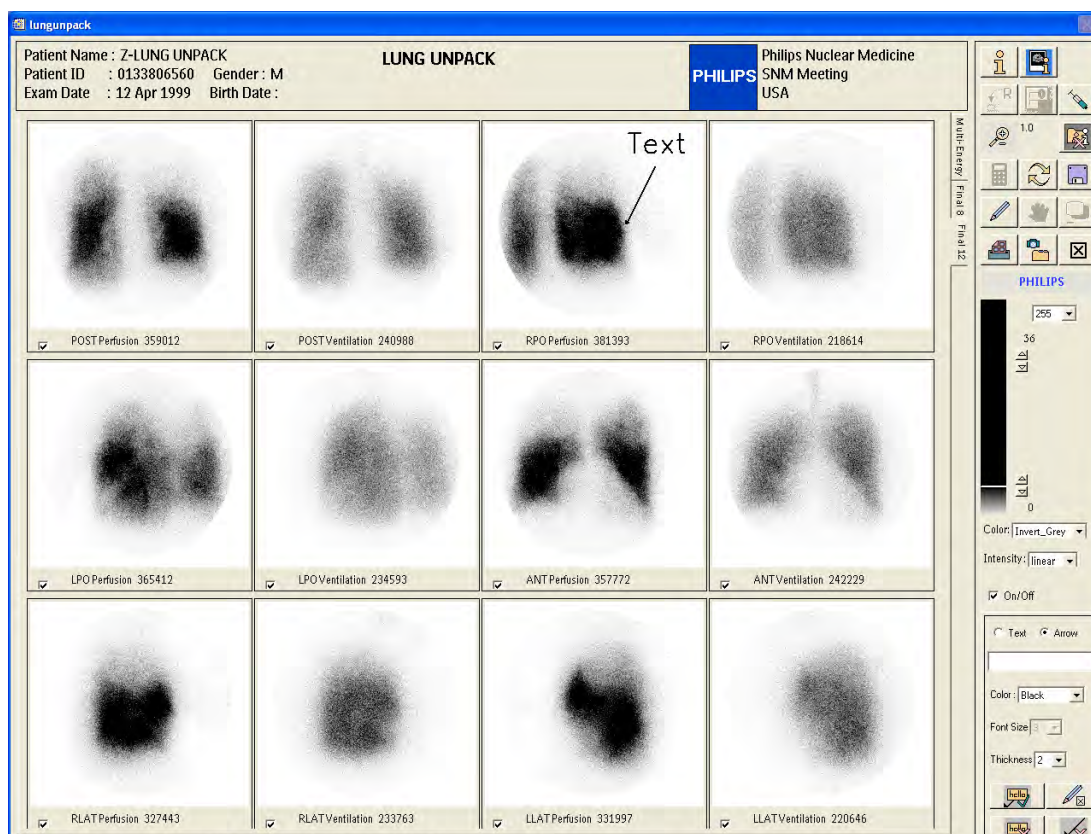 lungunpack
Patient Name : Z-LUNG UNPACK
Patient ID : 0133806560 Gender : M
Exam Date : 12 Apr 1999 Birth Date :
LUNG UNPACK
PHILIPS
Philips Nuclear Medicine
SNM Meeting
USA
Multi-Energy
Final 8
Final 12
Text
POST Perfusion 359012
POST Ventilation 240988
RPO Perfusion 381393
RPO Ventilation 218614
LPO Perfusion 365412
LPO Ventilation 234593
ANT Perfusion 357772
ANT Ventilation 242229
RLAT Perfusion 327443
RLAT Ventilation 233763
LLAT Perfusion 331997
LLAT Ventilation 220646
R
1.0
PHILIPS
255
36
0
Color: Invert_Grey
Intensity: linear
On/Off
Text Arrow
Color : Black
Font Size 3
Thickness 2
hello
hello